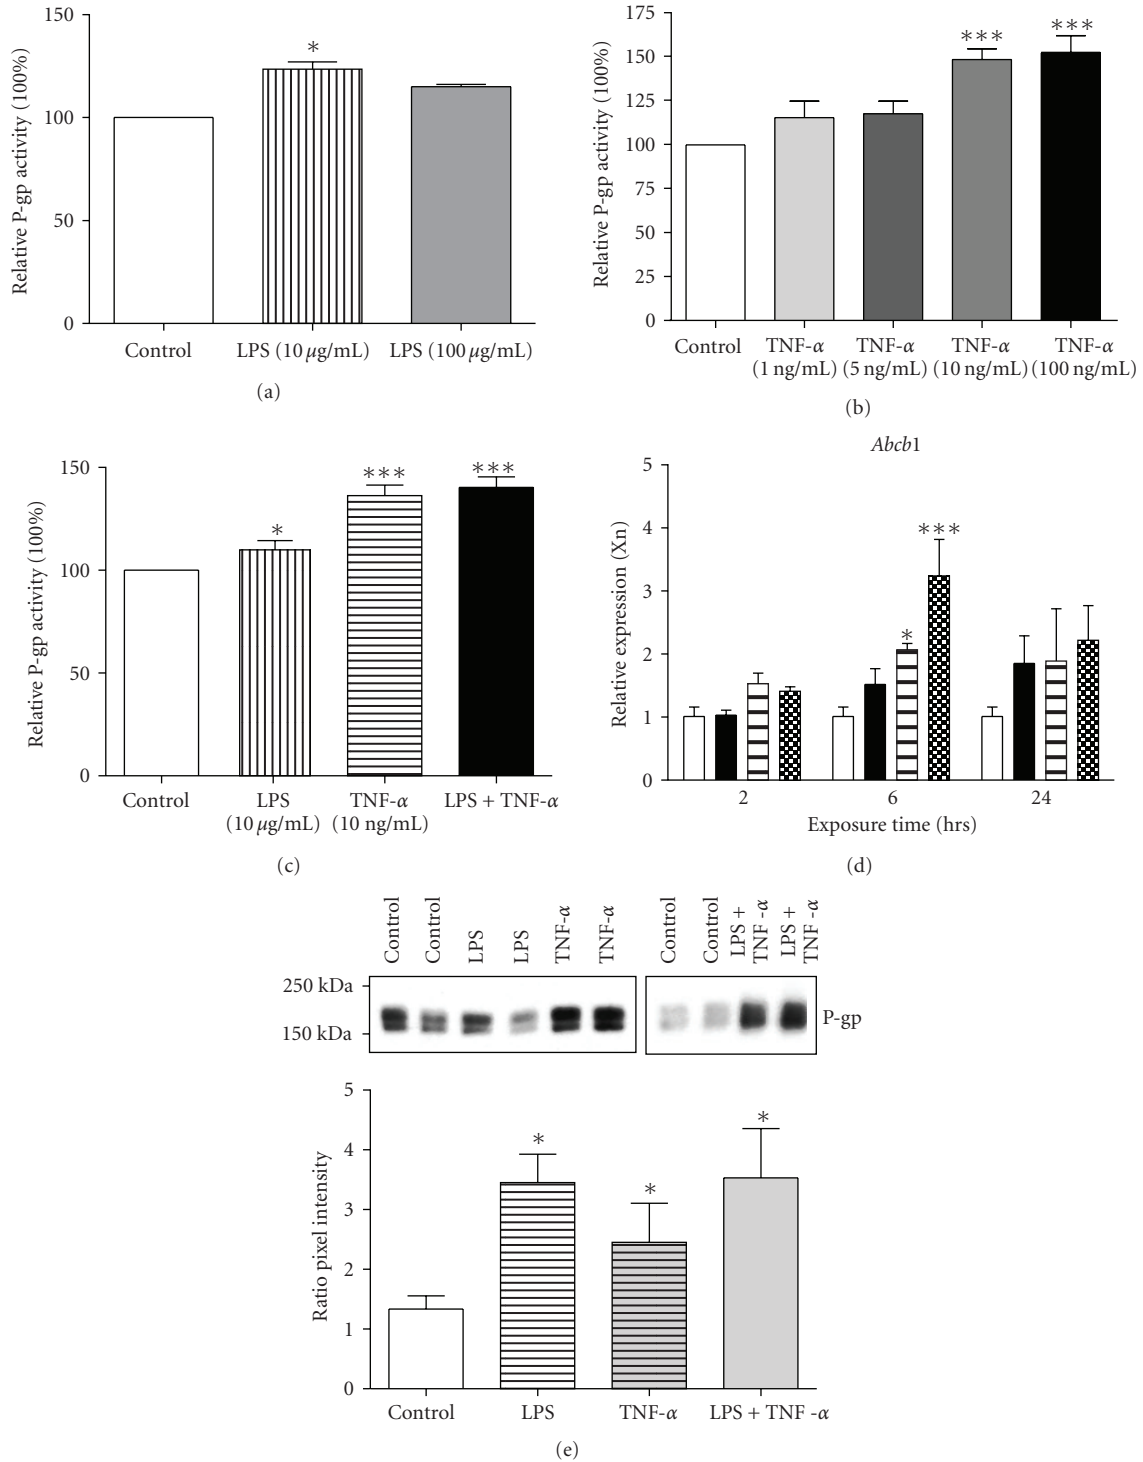 Relative P-gp activity (100%)
150
100
50
0
*
Control
LPS (10 µg/mL)
LPS (100 µg/mL)
(a)
Relative P-gp activity (100%)
175
150
125
100
75
50
25
0
***
***
Control
TNF-α
(1 ng/mL)
TNF-α
(5 ng/mL)
TNF-α
(10 ng/mL)
TNF-α
(100 ng/mL)
(b)
Relative P-gp activity (100%)
150
100
50
0
*
***
***
Control
LPS
(10 µg/mL)
TNF-α
(10 ng/mL)
LPS + TNF-α
(c)
Abcb1
Relative expression (Xn)
5
4
3
2
1
0
*
***
2
6
24
Exposure time (hrs)
(d)
Control
Control
LPS
LPS
TNF-α
TNF-α
Control
Control
LPS +
TNF -α
LPS +
TNF -α
250 kDa
150 kDa
P-gp
Ratio pixel intensity
5
4
3
2
1
0
*
*
*
Control
LPS
TNF-α
LPS + TNF -α
(e)